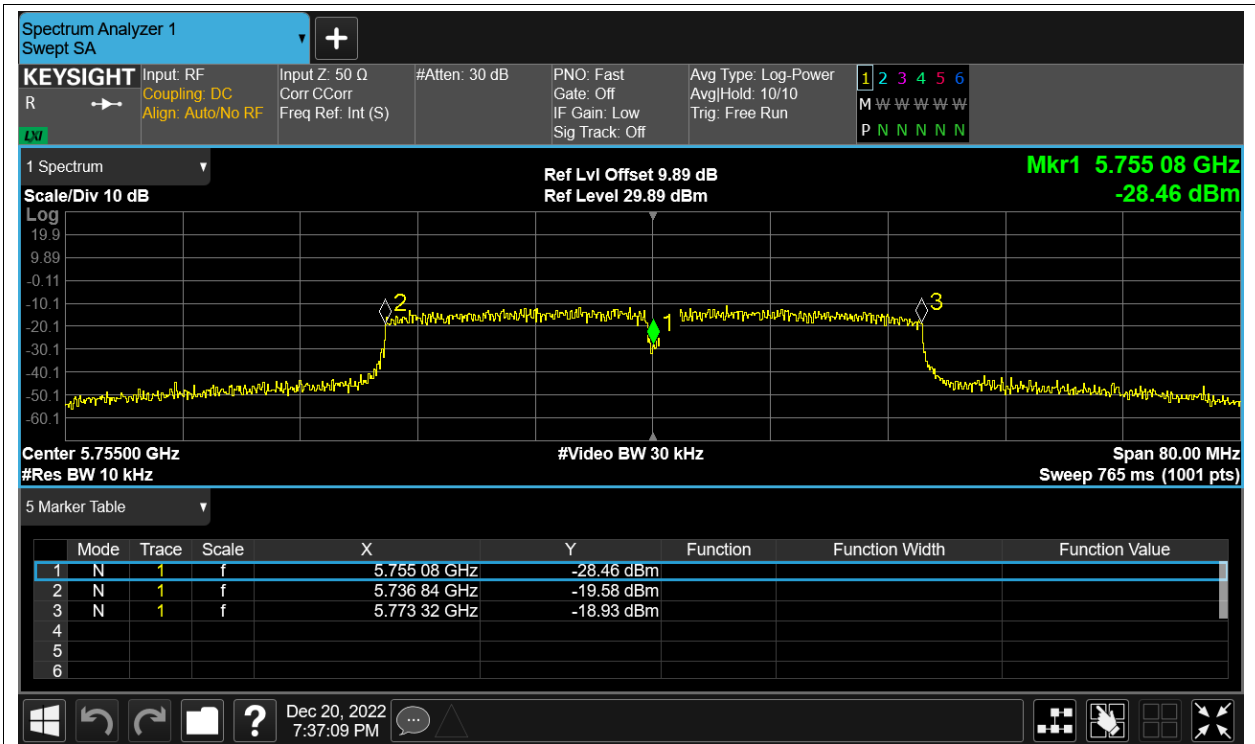 Spectrum Analyzer 1
Swept SA
KEYSIGHT
R
LXI
Input: RF
Coupling: DC
Align: Auto/No RF
Input Z: 50 Ω
Corr CCorr
Freq Ref: Int (S)
#Atten: 30 dB
PNO: Fast
Gate: Off
IF Gain: Low
Sig Track: Off
Avg Type: Log-Power
Avg|Hold: 10/10
Trig: Free Run
1 2 3 4 5 6
M W W W W W
P N N N N N
1 Spectrum
Scale/Div 10 dB
Ref Lvl Offset 9.89 dB
Ref Level 29.89 dBm
Mkr1 5.755 08 GHz
-28.46 dBm
Log
19.9
9.89
-0.11
-10.1
-20.1
-30.1
-40.1
-50.1
-60.1
2
1
3
Center 5.75500 GHz
#Res BW 10 kHz
#Video BW 30 kHz
Span 80.00 MHz
Sweep 765 ms (1001 pts)
5 Marker Table
Mode Trace Scale X Y Function Function Width Function Value
1 N 1 f 5.755 08 GHz -28.46 dBm
2 N 1 f 5.736 84 GHz -19.58 dBm
3 N 1 f 5.773 32 GHz -18.93 dBm
4
5
6
?
Dec 20, 2022
7:37:09 PM